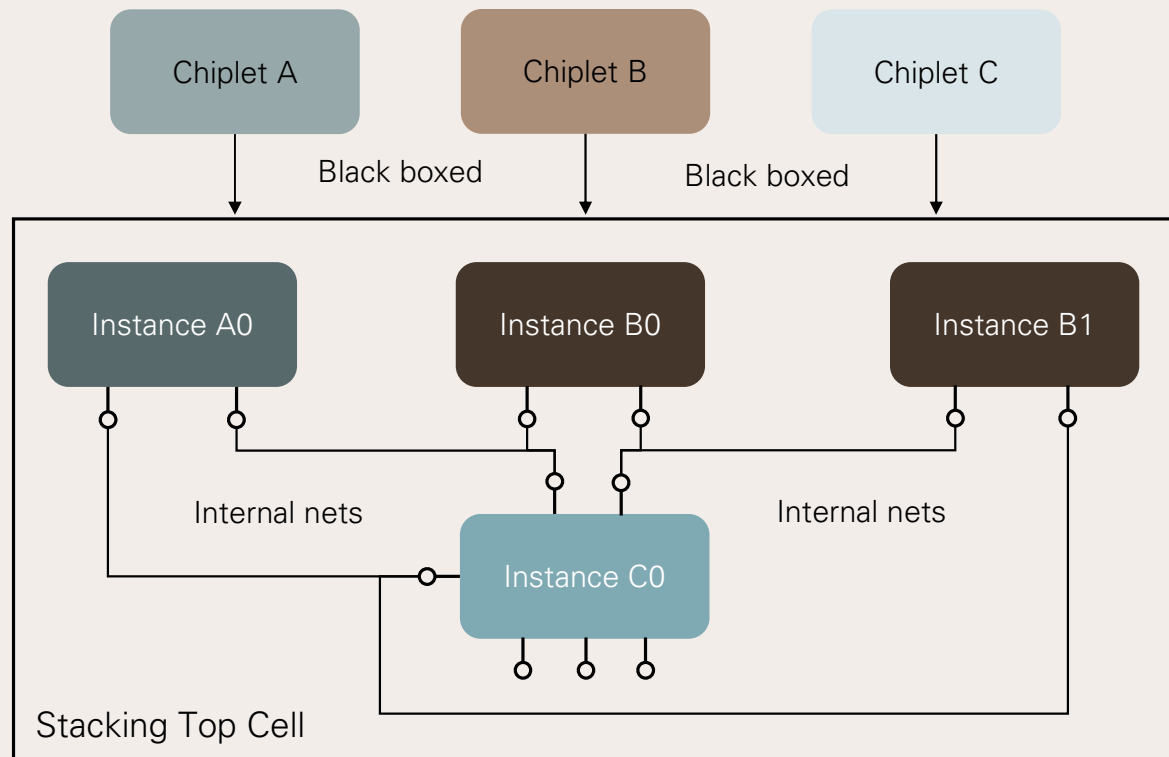 Chiplet A
Chiplet B
Chiplet C
Black boxed
Black boxed
Instance A0
Instance B0
Instance B1
Internal nets
Internal nets
Instance C0
Stacking Top Cell